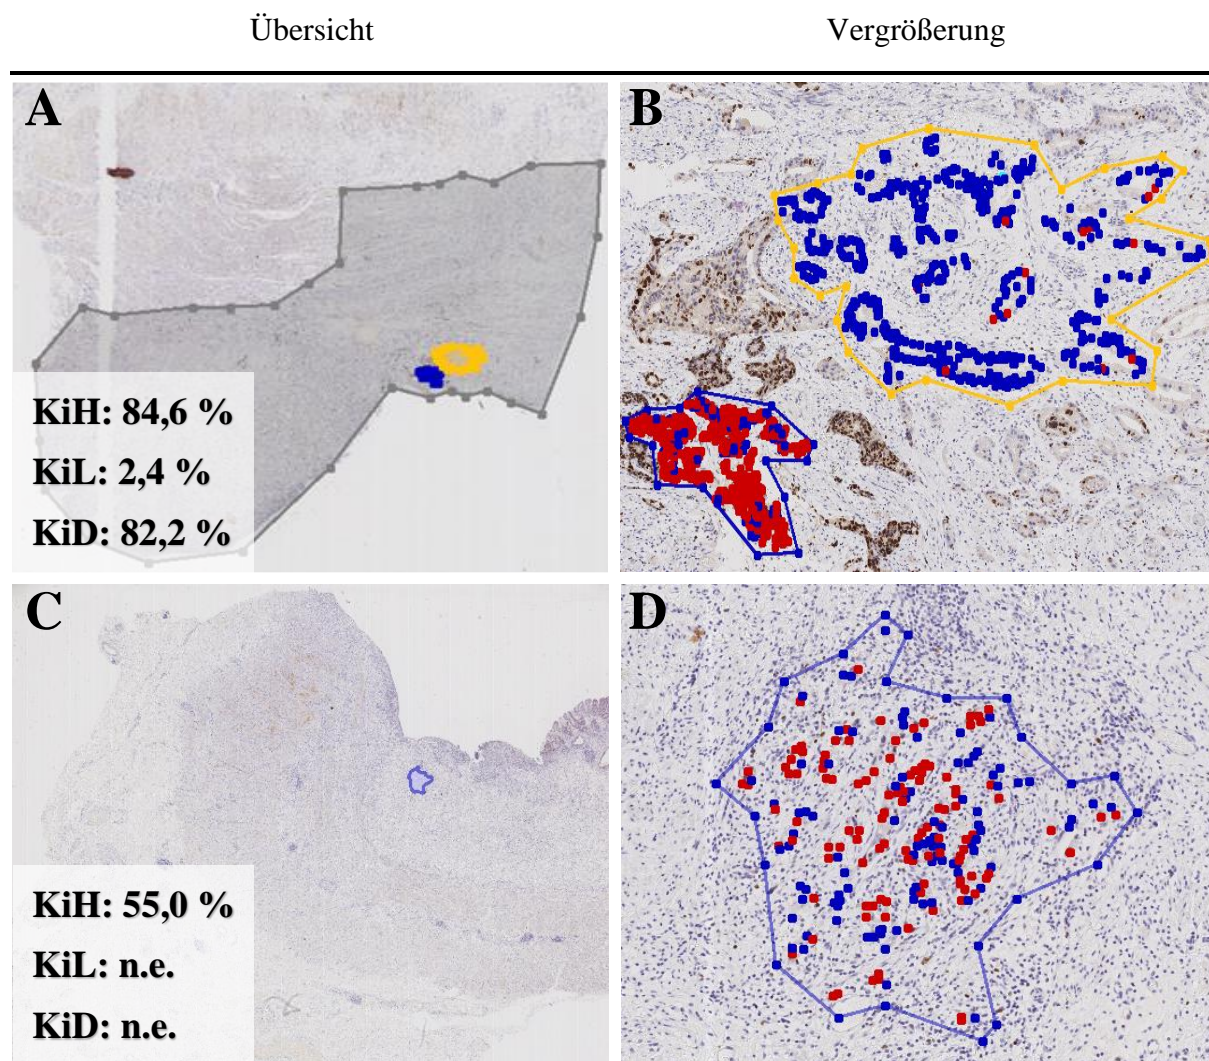 Übersicht
Vergrößerung
A
B
KiH: 84,6 %
KiL: 2,4 %
KiD: 82,2 %
C
D
KiH: 55,0 %
KiL: n.e.
KiD: n.e.